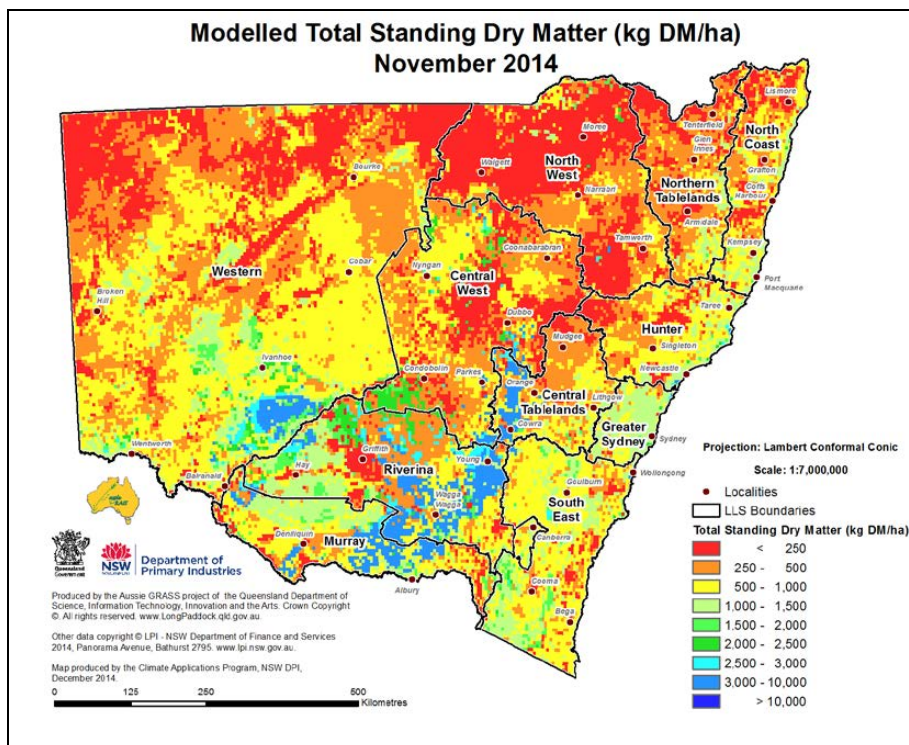 Modelled Total Standing Dry Matter (kg DM/ha)
November 2014
Lismore
North
Coast
Tenterfield
Moree
Glen
Innes
Walgett
North
West
Grafton
Bourke
Northern
Tablelands
Coffs
Harbour
Narrabri
Armidale
Kempsey
Tamworth
Coonabarabran
Cobar
Nyngan
Western
Central
West
Port
Macquarie
Broken
Hill
Taree
Dubbo
Hunter
Mudgee
Singleton
Ivanhoe
Newcastle
Condobolin
Parkes
Orange
Central
Tablelands
Lithgow
Cowra
Greater
Sydney
Sydney
Wentworth
Griffith
Riverina
Young
Hay
Balranald
Goulburn
Wollongong
South
East
Wagga
Wagga
Canberra
Deniliquin
Murray
Cooma
Albury
Bega
Projection: Lambert Conformal Conic
Scale: 1:7,000,000
Localities
LLS Boundaries
Total Standing Dry Matter (kg DM/ha)
< 250
250 - 500
500 - 1,000
1,000 - 1,500
1,500 - 2,000
2,000 - 2,500
2,500 - 3,000
3,000 - 10,000
> 10,000
Queensland
Government
NSW
Department of
Primary Industries
Produced by the Aussie GRASS project of the Queensland Department of
Science, Information Technology, Innovation and the Arts. Crown Copyright
©. All rights reserved. www.LongPaddock.qld.gov.au.
Other data copyright © LPI - NSW Department of Finance and Services
2014, Panorama Avenue, Bathurst 2795. www.lpi.nsw.gov.au.
Map produced by the Climate Applications Program, NSW DPI,
December 2014.
0 125 250 500
Kilometres